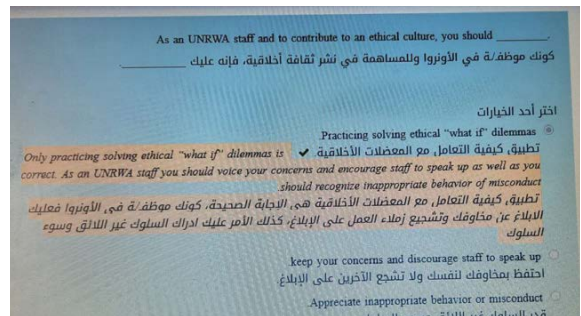 As an UNRWA staff and to contribute to an ethical culture, you should ________.
كونك موظف/ة في الأونروا وللمساهمة في نشر ثقافة أخلاقية، فإنه عليك ________.
اختر أحد الخيارات
Practicing solving ethical "what if" dilemmas
تطبيق كيفية التعامل مع المعضلات الأخلاقية ✔ Only practicing solving ethical "what if" dilemmas is
correct. As an UNRWA staff you should voice your concerns and encourage staff to speak up as well as you
should recognize inappropriate behavior of misconduct
تطبيق كيفية التعامل مع المعضلات الأخلاقية هي الإجابة الصحيحة، كونك موظف/ة في الأونروا فعليك
الابلاغ عن مخاوفك وتشجيع زملاء العمل على الإبلاغ، كذلك الأمر عليك ادراك السلوك غير اللائق وسوء
السلوك
keep your concerns and discourage staff to speak up
احتفظ بمخاوفك لنفسك ولا تشجع الآخرين على الإبلاغ.
Appreciate inappropriate behavior or misconduct